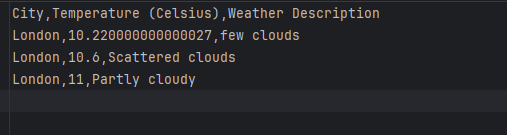 City,Temperature (Celsius),Weather Description
London,10.220000000000027,few clouds
London,10.6,Scattered clouds
London,11,Partly cloudy